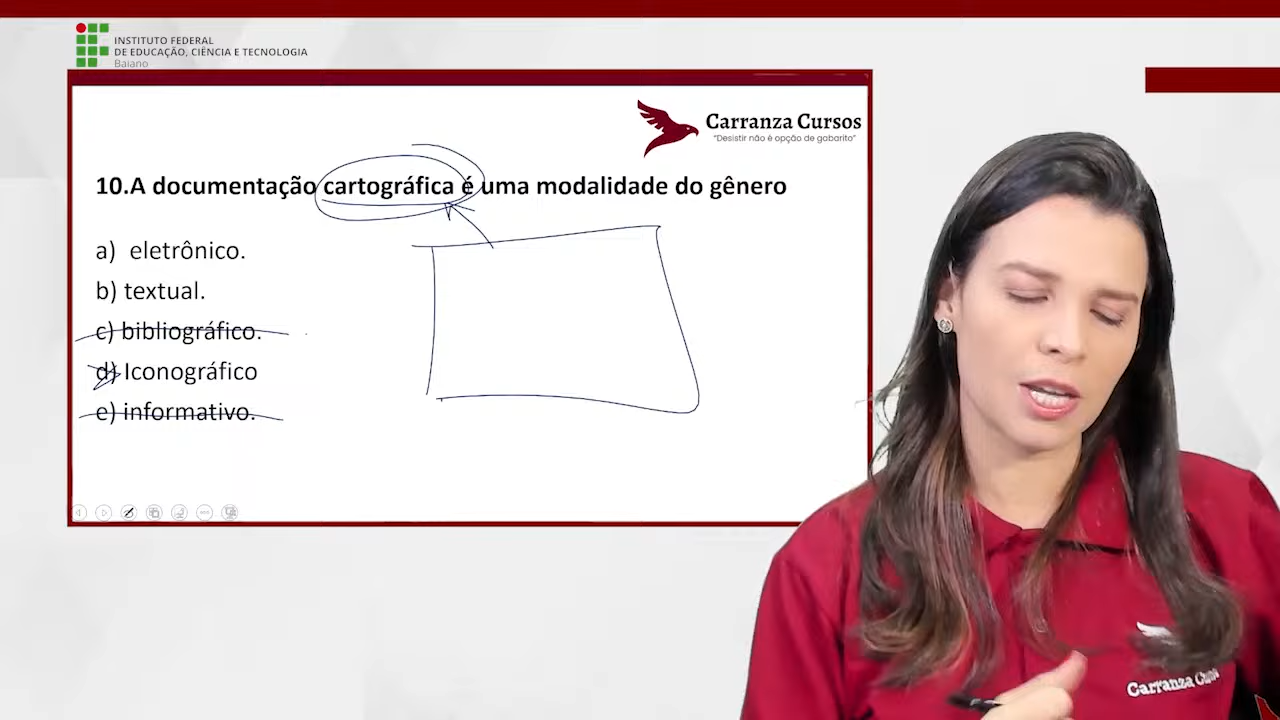 INSTITUTO FEDERAL
DE EDUCAÇÃO, CIÊNCIA E TECNOLOGIA
Baiano
Carranza Cursos
"Desistir não è opção de gabarito"
10.A documentação cartográfica é uma modalidade do gênero
a) eletrônico.
b) textual.
c) bibliográfico.
d) Iconográfico
e) informativo.
Carranza Cursos